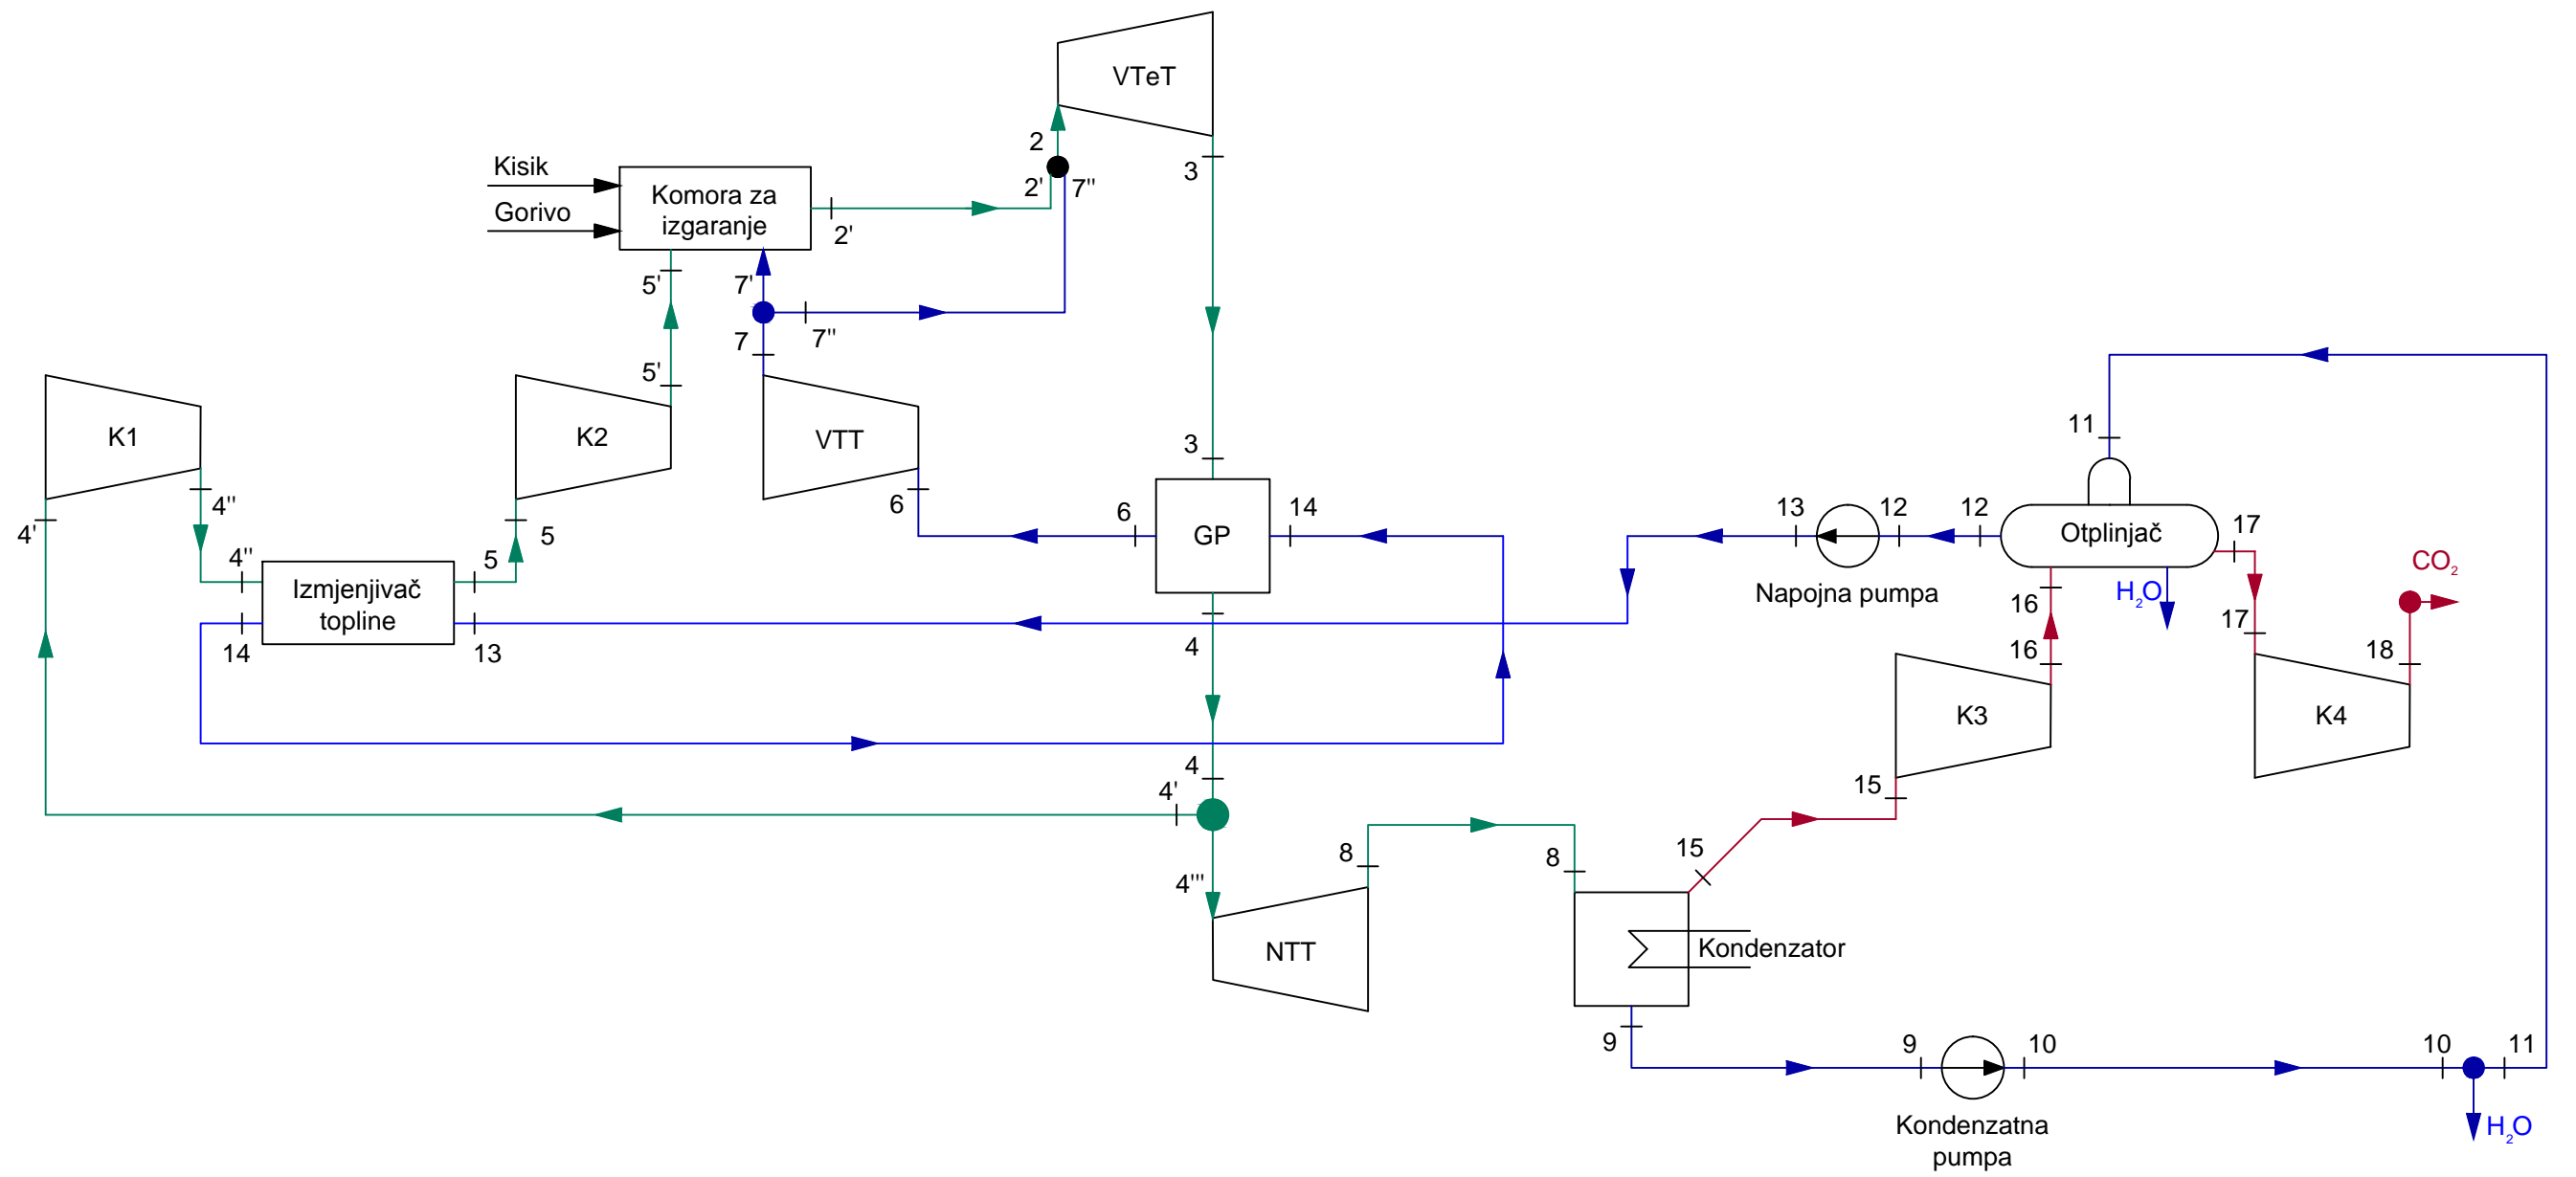 VTeT
2
Kisik
3
Komora za
izgaranje
2'
7"
Gorivo
2'
5'
7'
7
7"
5'
11
K1
K2
VTT
3
4'
4"
6
6
GP
14
13
12
12
Otplinjač
17
CO2
4"
5
5
Izmjenjivač
topline
Napojna pumpa
16
H2O
17
14
13
4
16
18
K3
K4
4
4'
15
8
8
15
4'''
NTT
Kondenzator
9
9
10
10
11
Kondenzatna
pumpa
H2O